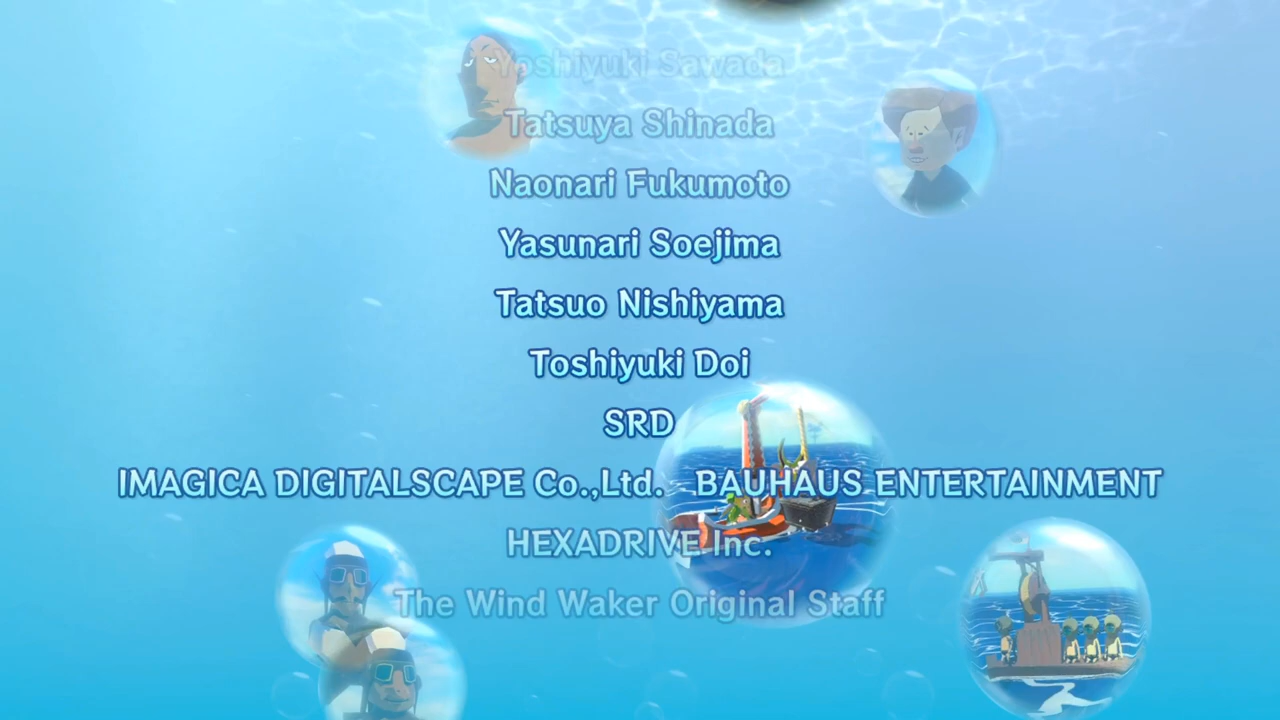 Yoshiyuki Sawada
Tatsuya Shinada
Naonari Fukumoto
Yasunari Soejima
Tatsuo Nishiyama
Toshiyuki Doi
SRD
IMAGICA DIGITALSCAPE Co.,Ltd. BAUHAUS ENTERTAINMENT
HEXADRIVE Inc.
The Wind Waker Original Staff